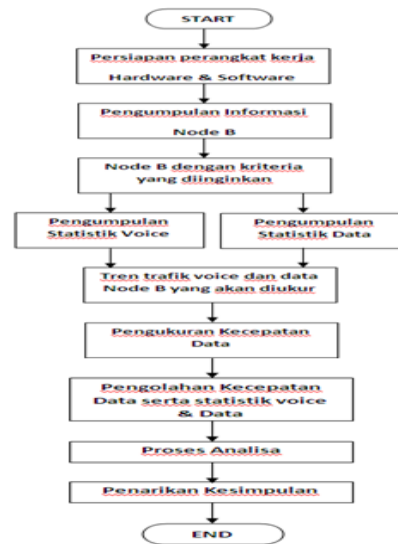 START
Persiapan perangkat kerja
Hardware & Software
Pengumpulan Informasi
Node B
Node B dengan kriteria
yang diinginkan
Pengumpulan
Statistik Voice
Pengumpulan
Statistik Data
Tren trafik voice dan data
Node B yang akan diukur
Pengukuran Kecepatan
Data
Pengolahan Kecepatan
Data serta statistik voice
& Data
Proses Analisa
Penarikan Kesimpulan
END